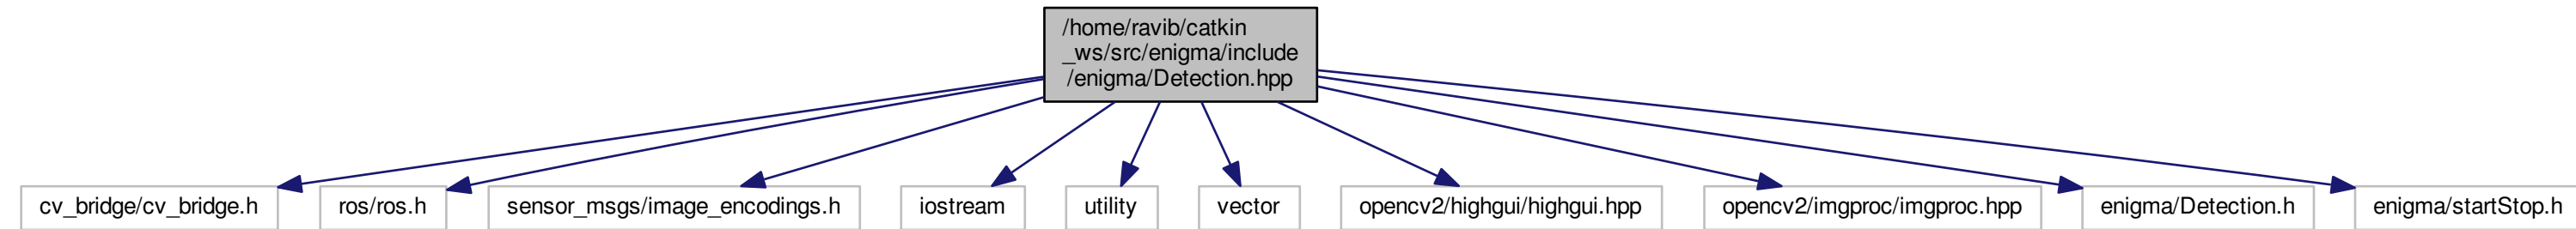 /home/ravib/catkin
_ws/src/enigma/include
/enigma/Detection.hpp
cv_bridge/cv_bridge.h
ros/ros.h
sensor_msgs/image_encodings.h
iostream
utility
vector
opencv2/highgui/highgui.hpp
opencv2/imgproc/imgproc.hpp
enigma/Detection.h
enigma/startStop.h